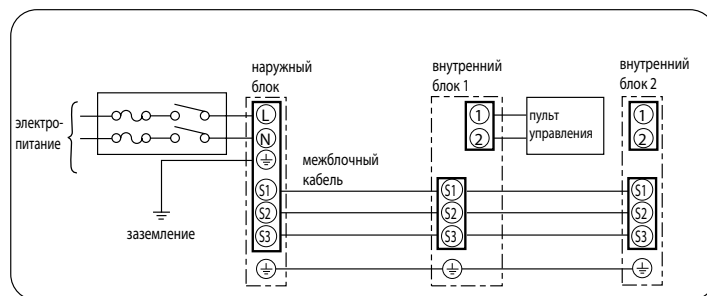 наружный
блок
внутренний
блок 1
внутренний
блок 2
электро-
питание
L
N
1
2
пульт
управления
1
2
межблочный
кабель
заземление
S1
S2
S3
S1
S2
S3
S1
S2
S3